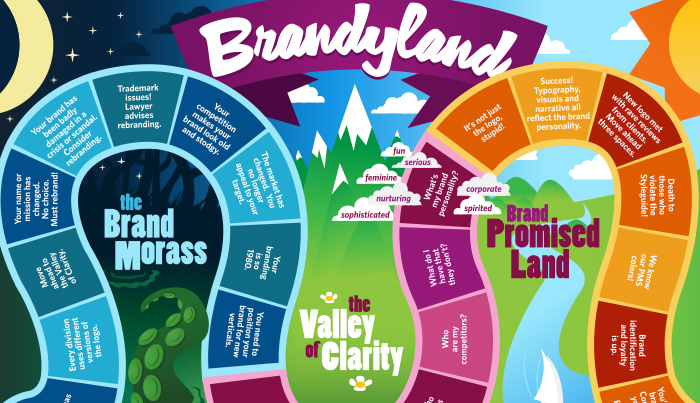 Brandyland
Your brand has
been badly
damaged in a
crisis or scandal.
Consider
rebranding.
Trademark
issues!
Lawyer
advises
rebranding.
Your
competition
makes your
brand look old
and stodgy.
The market has
changed. You
no longer
appeal to your
target.
Your name or
mission has
changed.
No choice.
Must rebrand!
Move to
ahead to
the Valley
of Clarity.
Every division
uses different
versions of
the logo.
the
Brand
Morass
Your
branding
is so
1980.
You need to
position your
brand for new
verticals.
the
Valley
of Clarity
fun
serious
feminine
nurturing
sophisticated
corporate
spirited
What's
my brand
personality?
What do I
have that
they don't?
Who
are my
competitors?
Brand
Promised
Land
It's not just
the logo,
stupid!
Success!
Typography,
visuals and
narrative all
reflect the brand
personality.
New logo met
with rave reviews
from clients.
Move ahead
three spaces.
Death to
those who
violate the
Styleguide!
We know
our PMS
colors!
Brand
identification
and loyalty
is up.